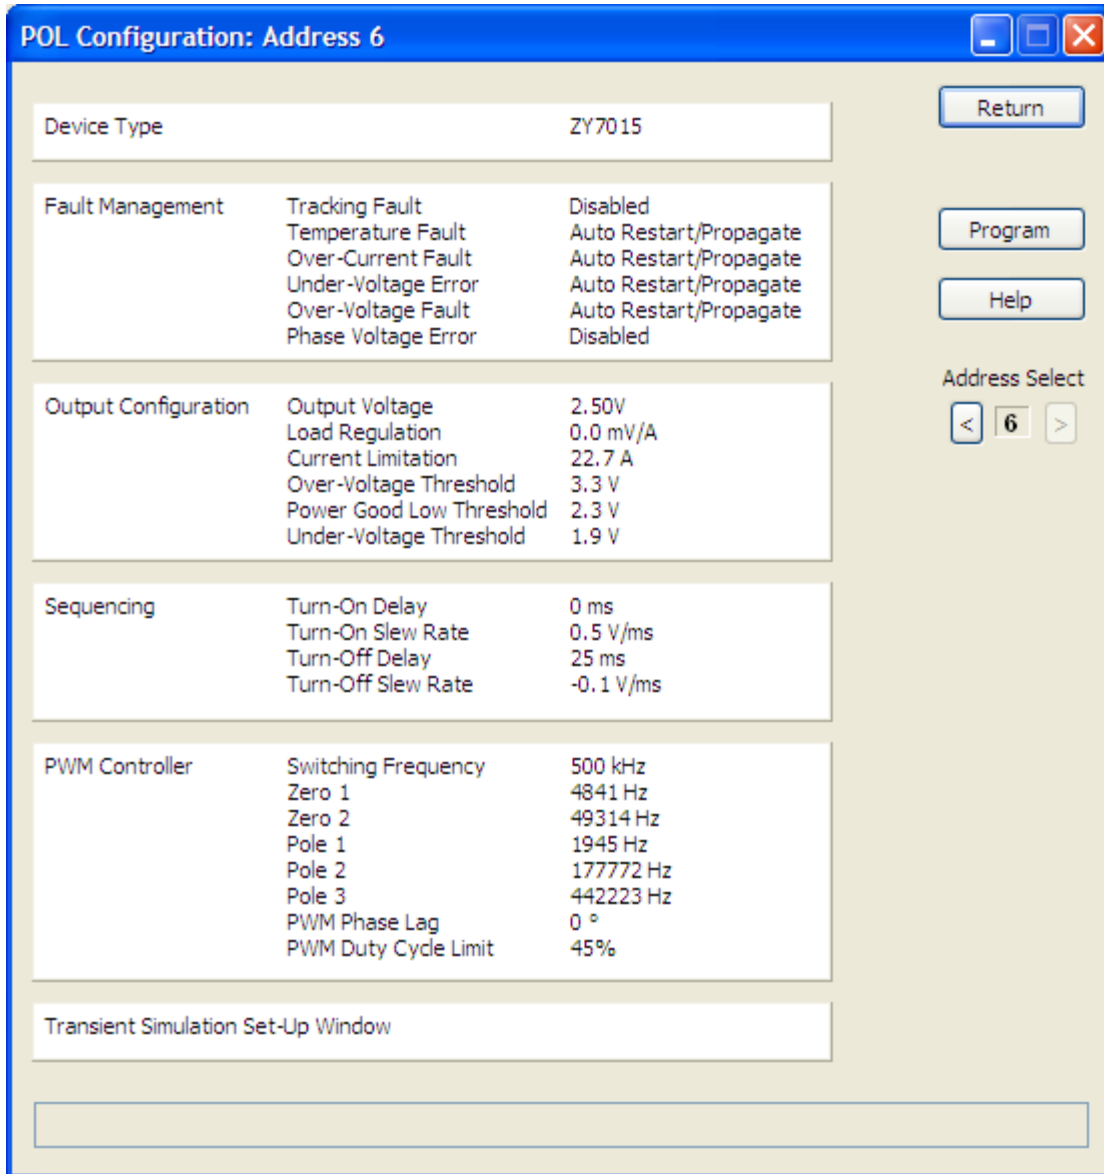 POL Configuration: Address 6
Return
Device Type ZY7015
Fault Management Tracking Fault Disabled
Temperature Fault Auto Restart/Propagate
Over-Current Fault Auto Restart/Propagate
Under-Voltage Error Auto Restart/Propagate
Over-Voltage Fault Auto Restart/Propagate
Phase Voltage Error Disabled
Program
Help
Address Select
< 6 >
Output Configuration Output Voltage 2.50V
Load Regulation 0.0 mV/A
Current Limitation 22.7 A
Over-Voltage Threshold 3.3 V
Power Good Low Threshold 2.3 V
Under-Voltage Threshold 1.9 V
Sequencing Turn-On Delay 0 ms
Turn-On Slew Rate 0.5 V/ms
Turn-Off Delay 25 ms
Turn-Off Slew Rate -0.1 V/ms
PWM Controller Switching Frequency 500 kHz
Zero 1 4841 Hz
Zero 2 49314 Hz
Pole 1 1945 Hz
Pole 2 177772 Hz
Pole 3 442223 Hz
PWM Phase Lag 0 °
PWM Duty Cycle Limit 45%
Transient Simulation Set-Up Window